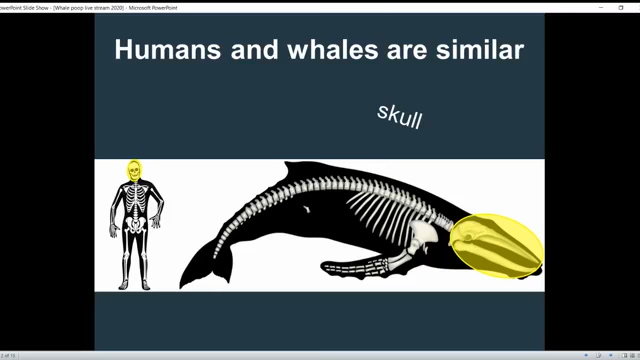 PowerPoint Slide Show - [Whale poop live stream 2020] - Microsoft PowerPoint
Humans and whales are similar
skull